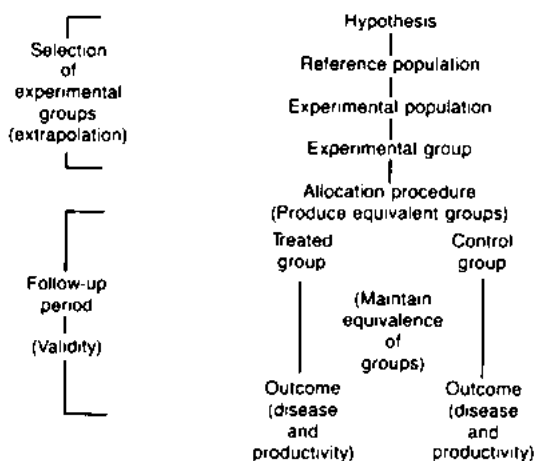 Selection
of
experimental
groups
(extrapolation)
Hypothesis
Reference population
Experimental population
Experimental group
Allocation procedure
(Produce equivalent groups)
Follow-up
period
(Validity)
Treated
group
Control
group
(Maintain
equivalence
of
groups)
Outcome
(disease
and
productivity)
Outcome
(disease
and
productivity)